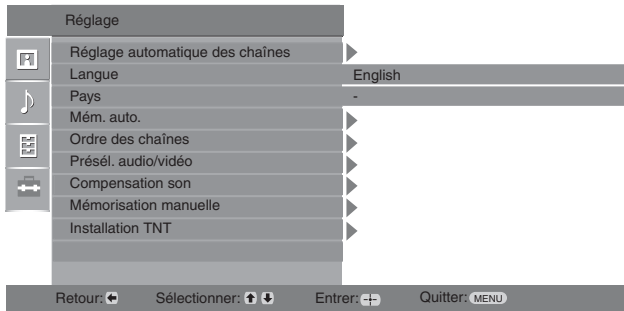 Réglage
Réglage automatique des chaînes
Langue English
Pays -
Mém. auto.
Ordre des chaînes
Présél. audio/vidéo
Compensation son
Mémorisation manuelle
Installation TNT
Retour: Sélectionner: Entrer: Quitter: MENU